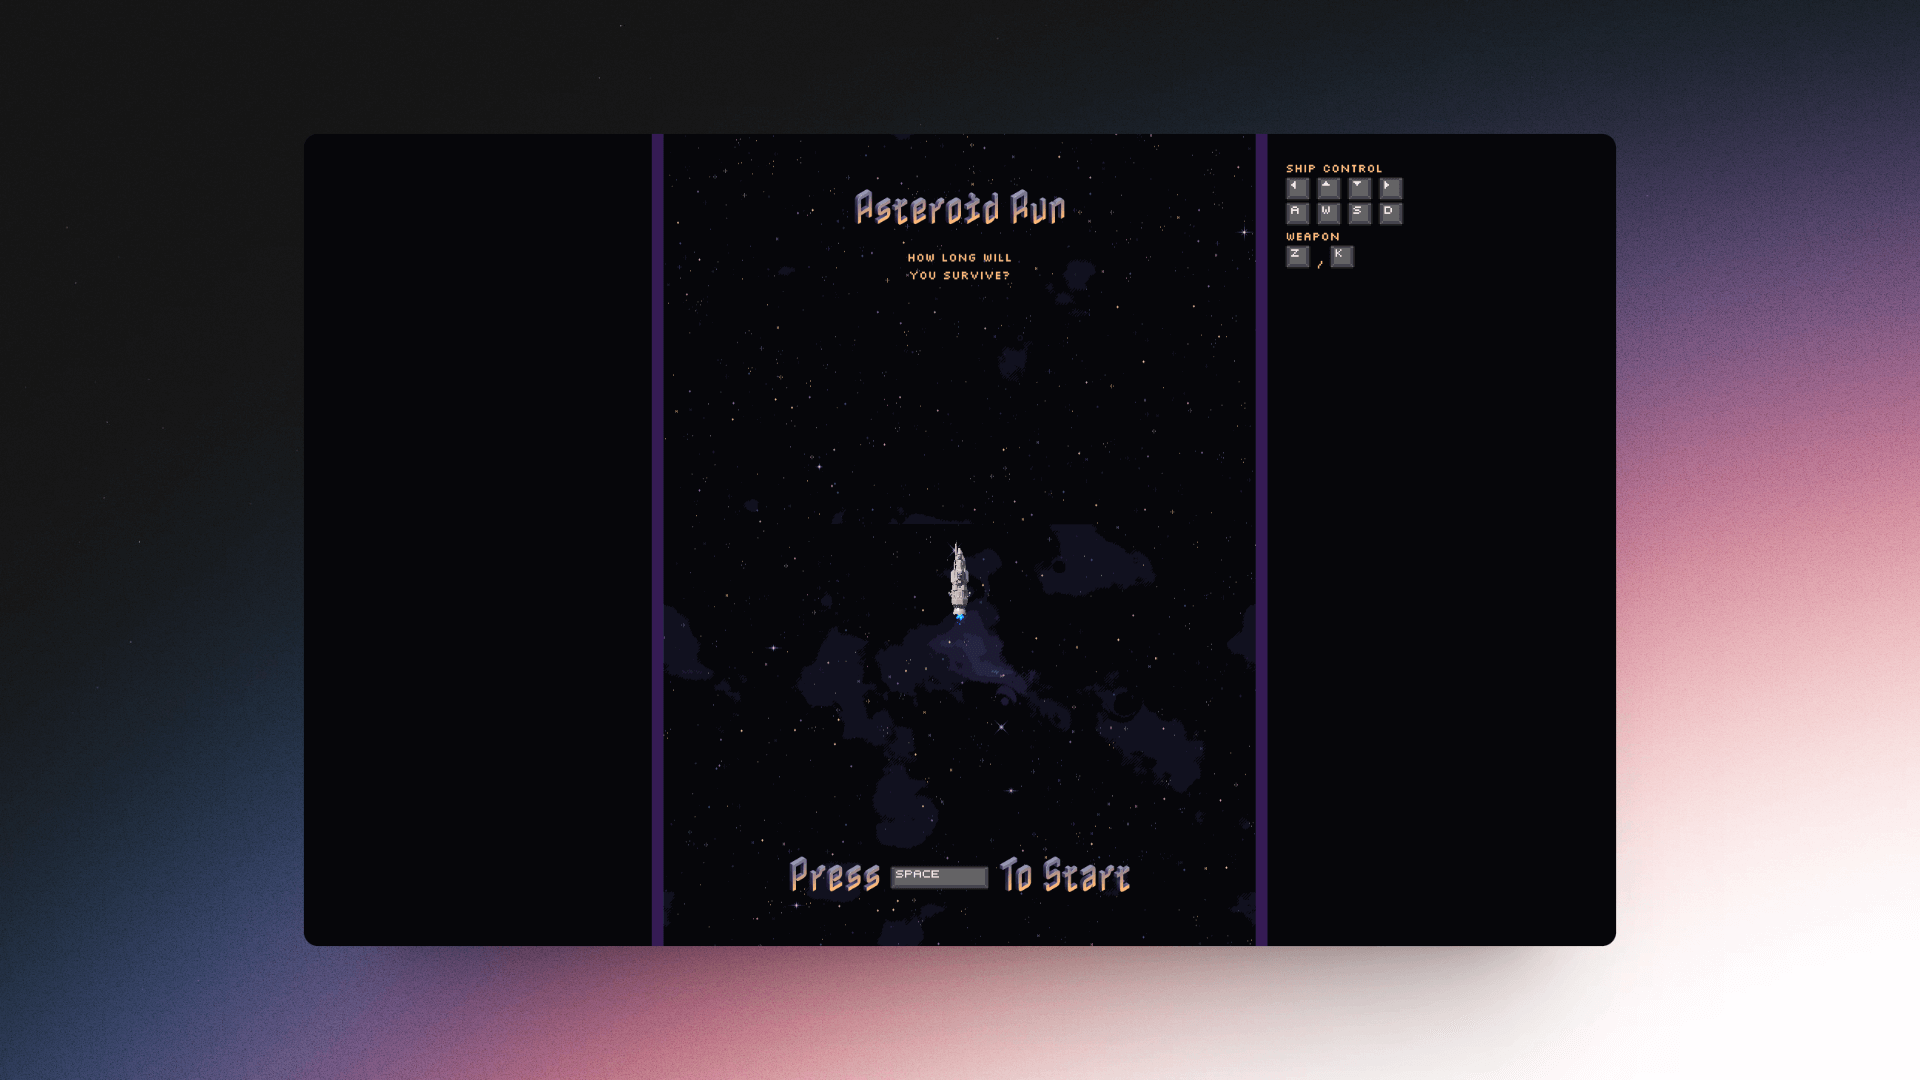 Asteroid Run
HOW LONG WILL
YOU SURVIVE?
Press SPACE To Start
SHIP CONTROL
A W S D
WEAPON
Z , K